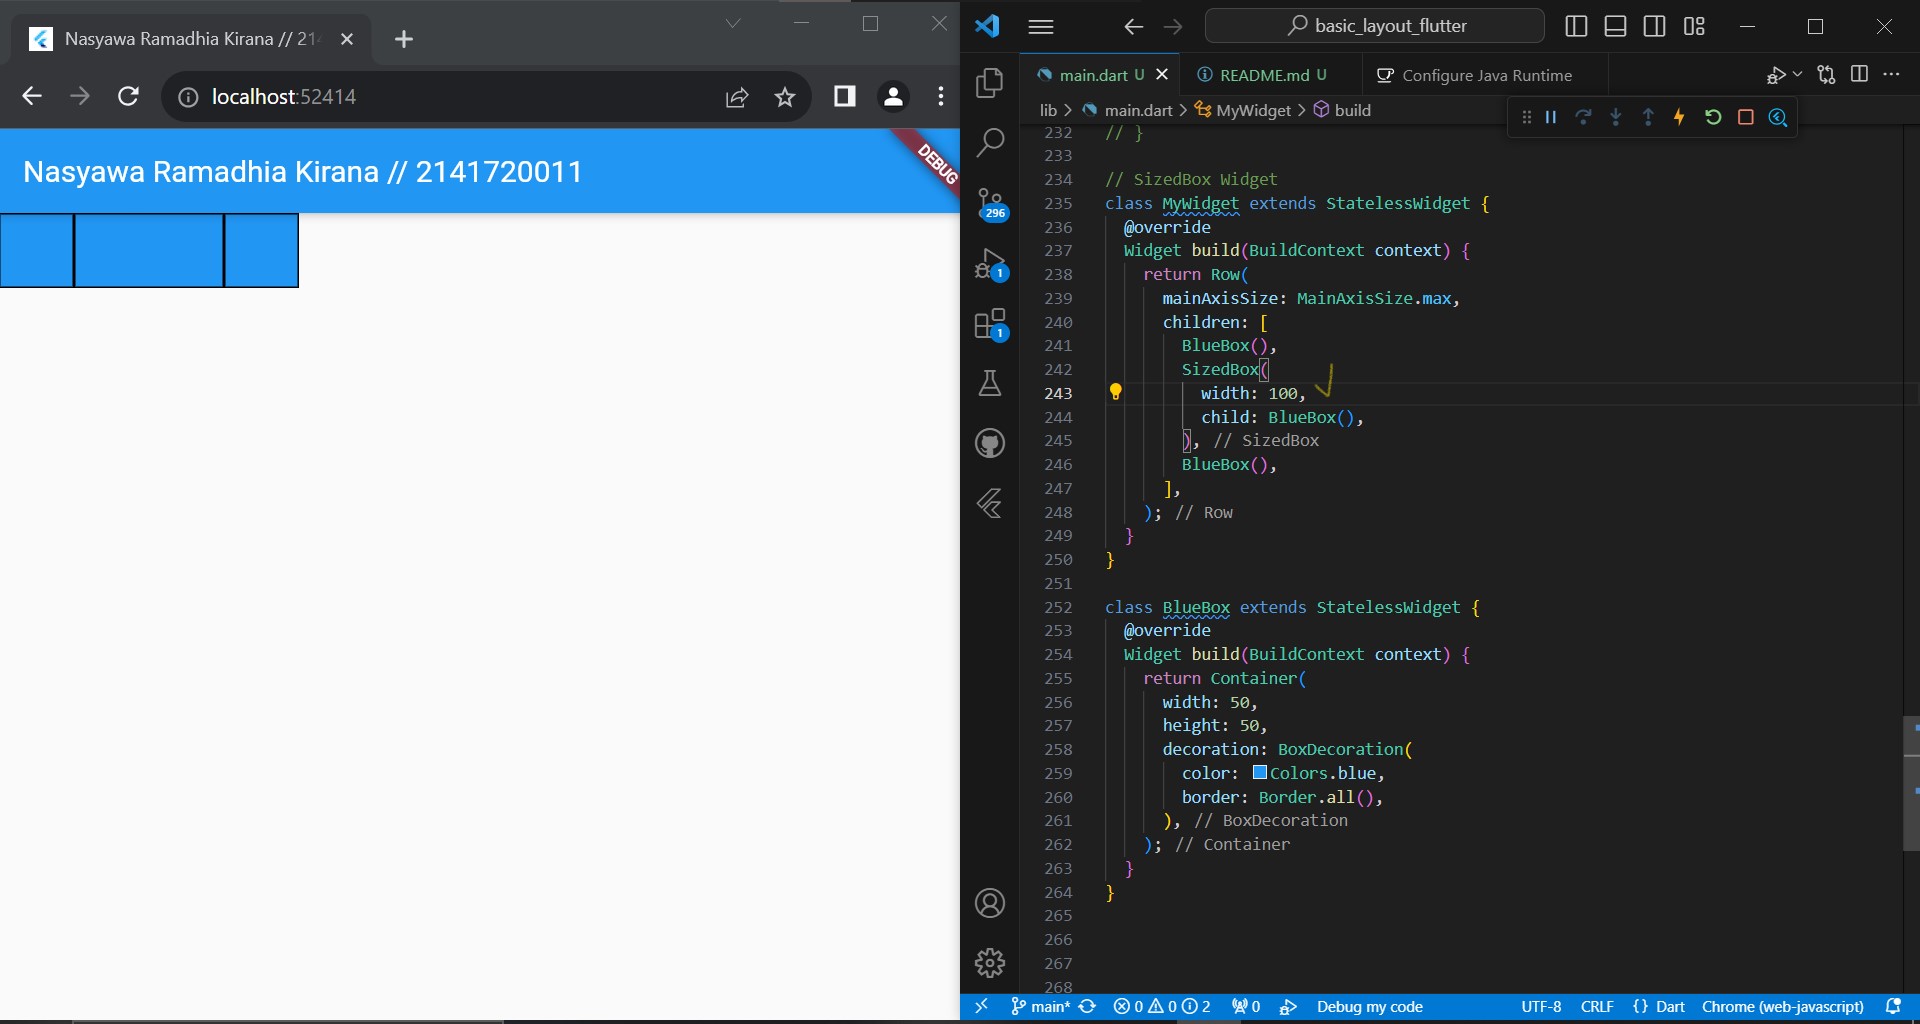 Nasyawa Ramadhia Kirana // 21
localhost:52414
Nasyawa Ramadhia Kirana // 2141720011
DEBUG
basic_layout_flutter
main.dart U
README.md U
Configure Java Runtime
lib > main.dart > MyWidget > build
296
1
1
232 // }
233
234 // SizedBox Widget
235 class MyWidget extends StatelessWidget {
236 @override
237 Widget build(BuildContext context) {
238 return Row(
239 mainAxisSize: MainAxisSize.max,
240 children: [
241 BlueBox(),
242 SizedBox(
243 width: 100,
244 child: BlueBox(),
245 ), // SizedBox
246 BlueBox(),
247 ],
248 ); // Row
249 }
250 }
251
252 class BlueBox extends StatelessWidget {
253 @override
254 Widget build(BuildContext context) {
255 return Container(
256 width: 50,
257 height: 50,
258 decoration: BoxDecoration(
259 color: Colors.blue,
260 border: Border.all(),
261 ), // BoxDecoration
262 ); // Container
263 }
264 }
265
266
267
268
main* 0 0 2 0 Debug my code UTF-8 CRLF {} Dart Chrome (web-javascript)